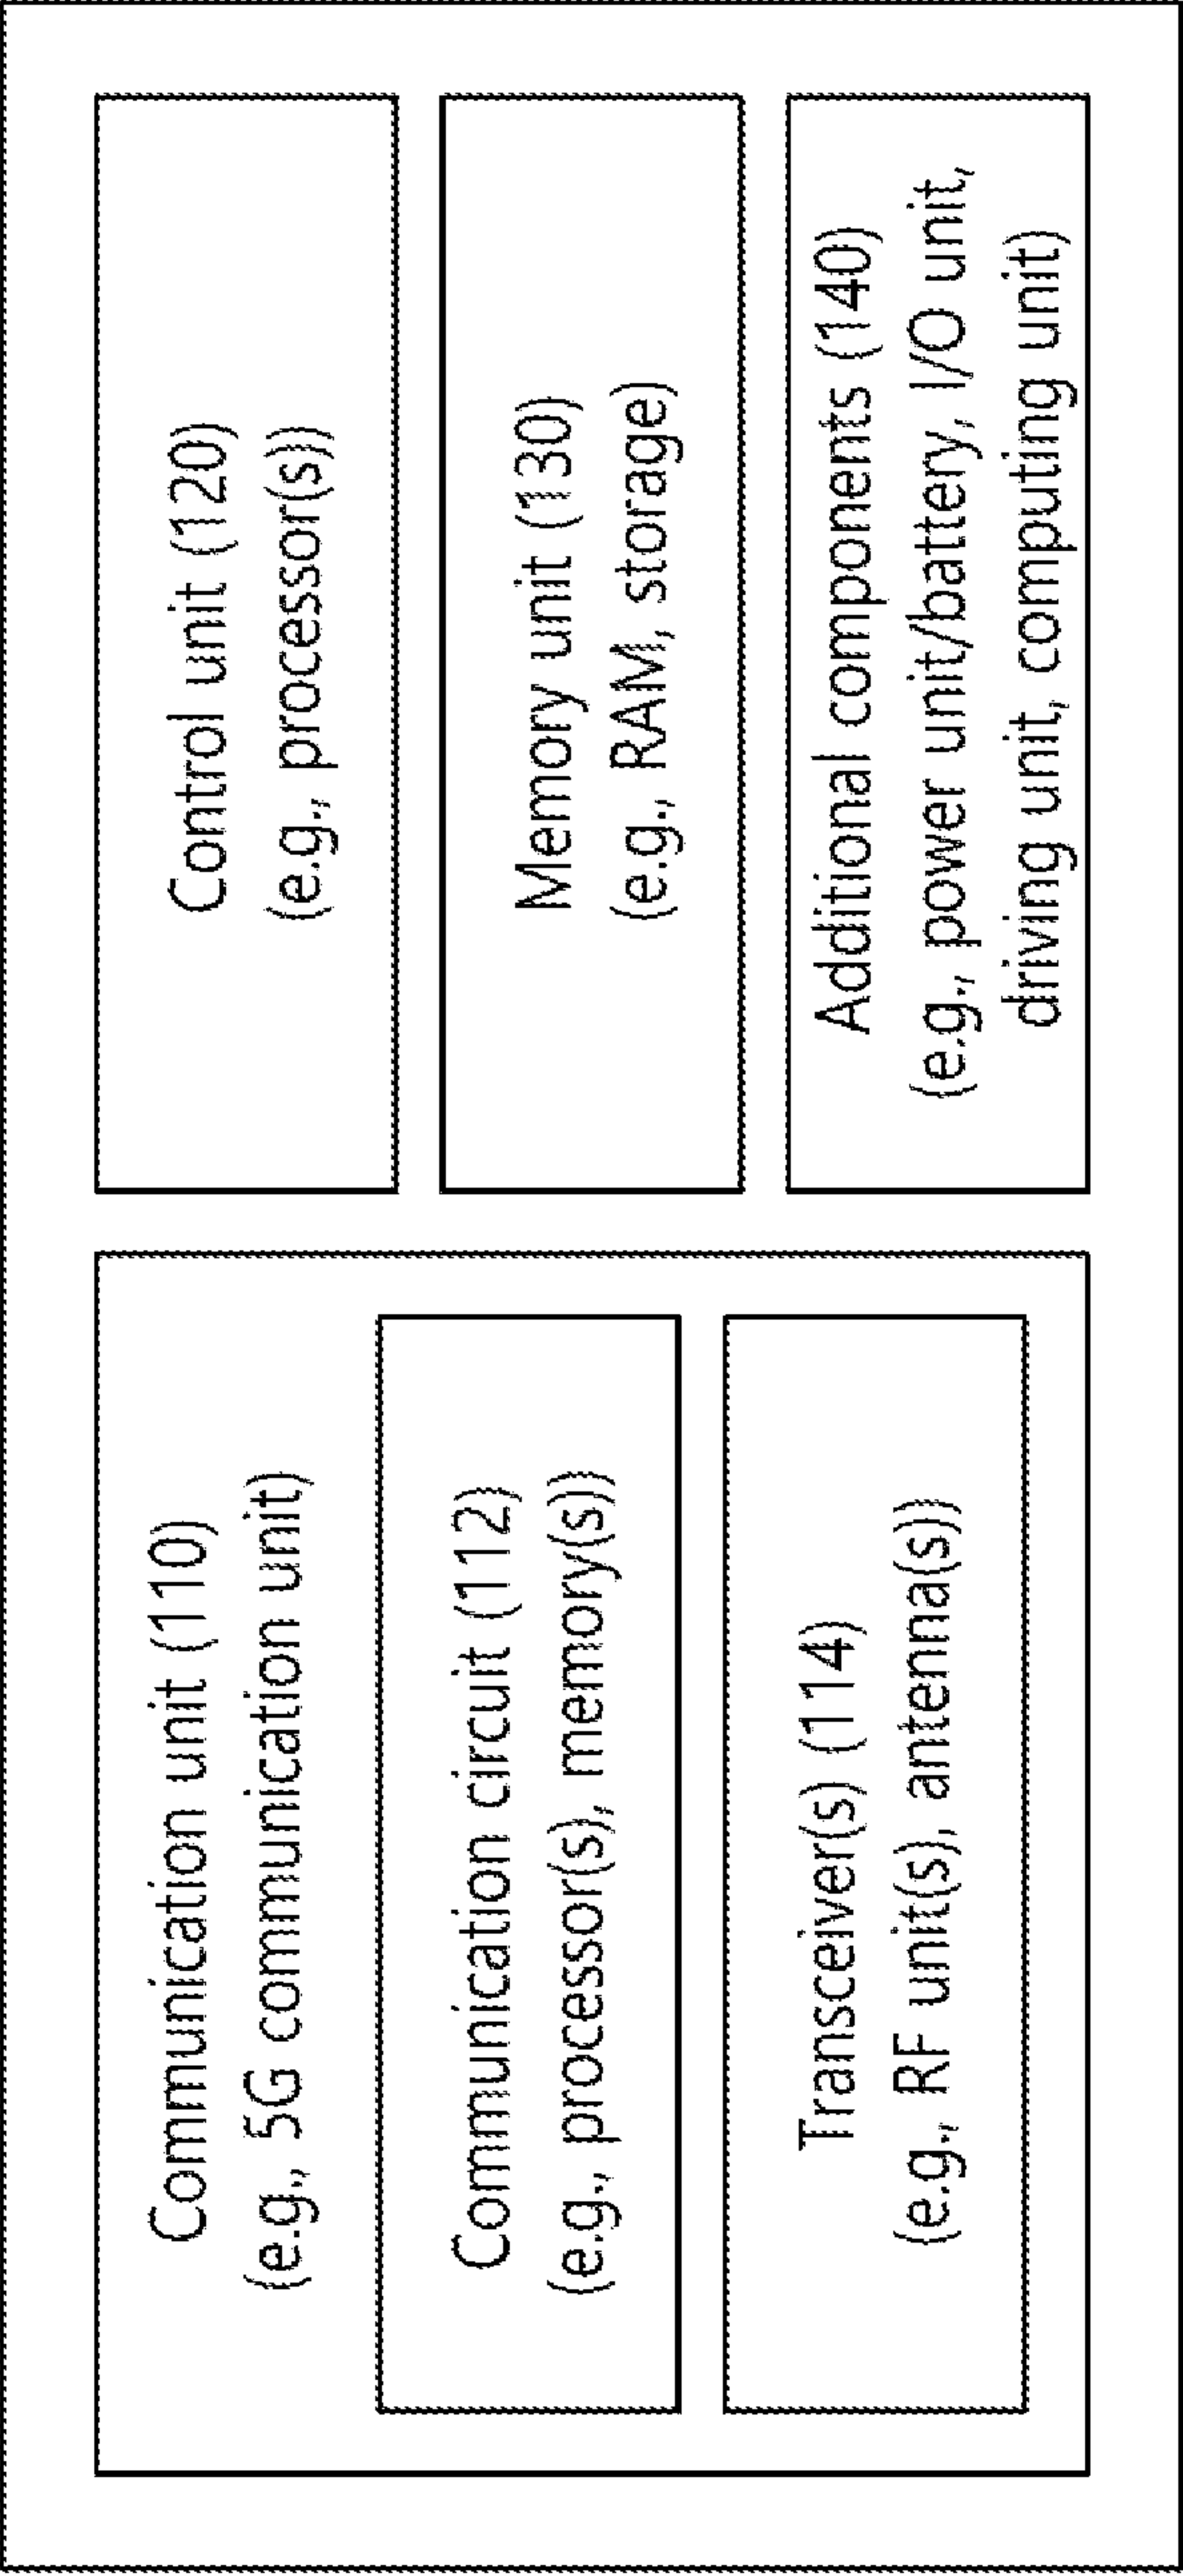 Communication unit (110)
(e.g., 5G communication unit)
Communication circuit (112)
(e.g., processor(s), memory(s))
Transceiver(s) (114)
(e.g., RF unit(s), antenna(s))
Control unit (120)
(e.g., processor(s))
Memory unit (130)
(e.g., RAM, storage)
Additional components (140)
(e.g., power unit/battery, I/O unit,
driving unit, computing unit)